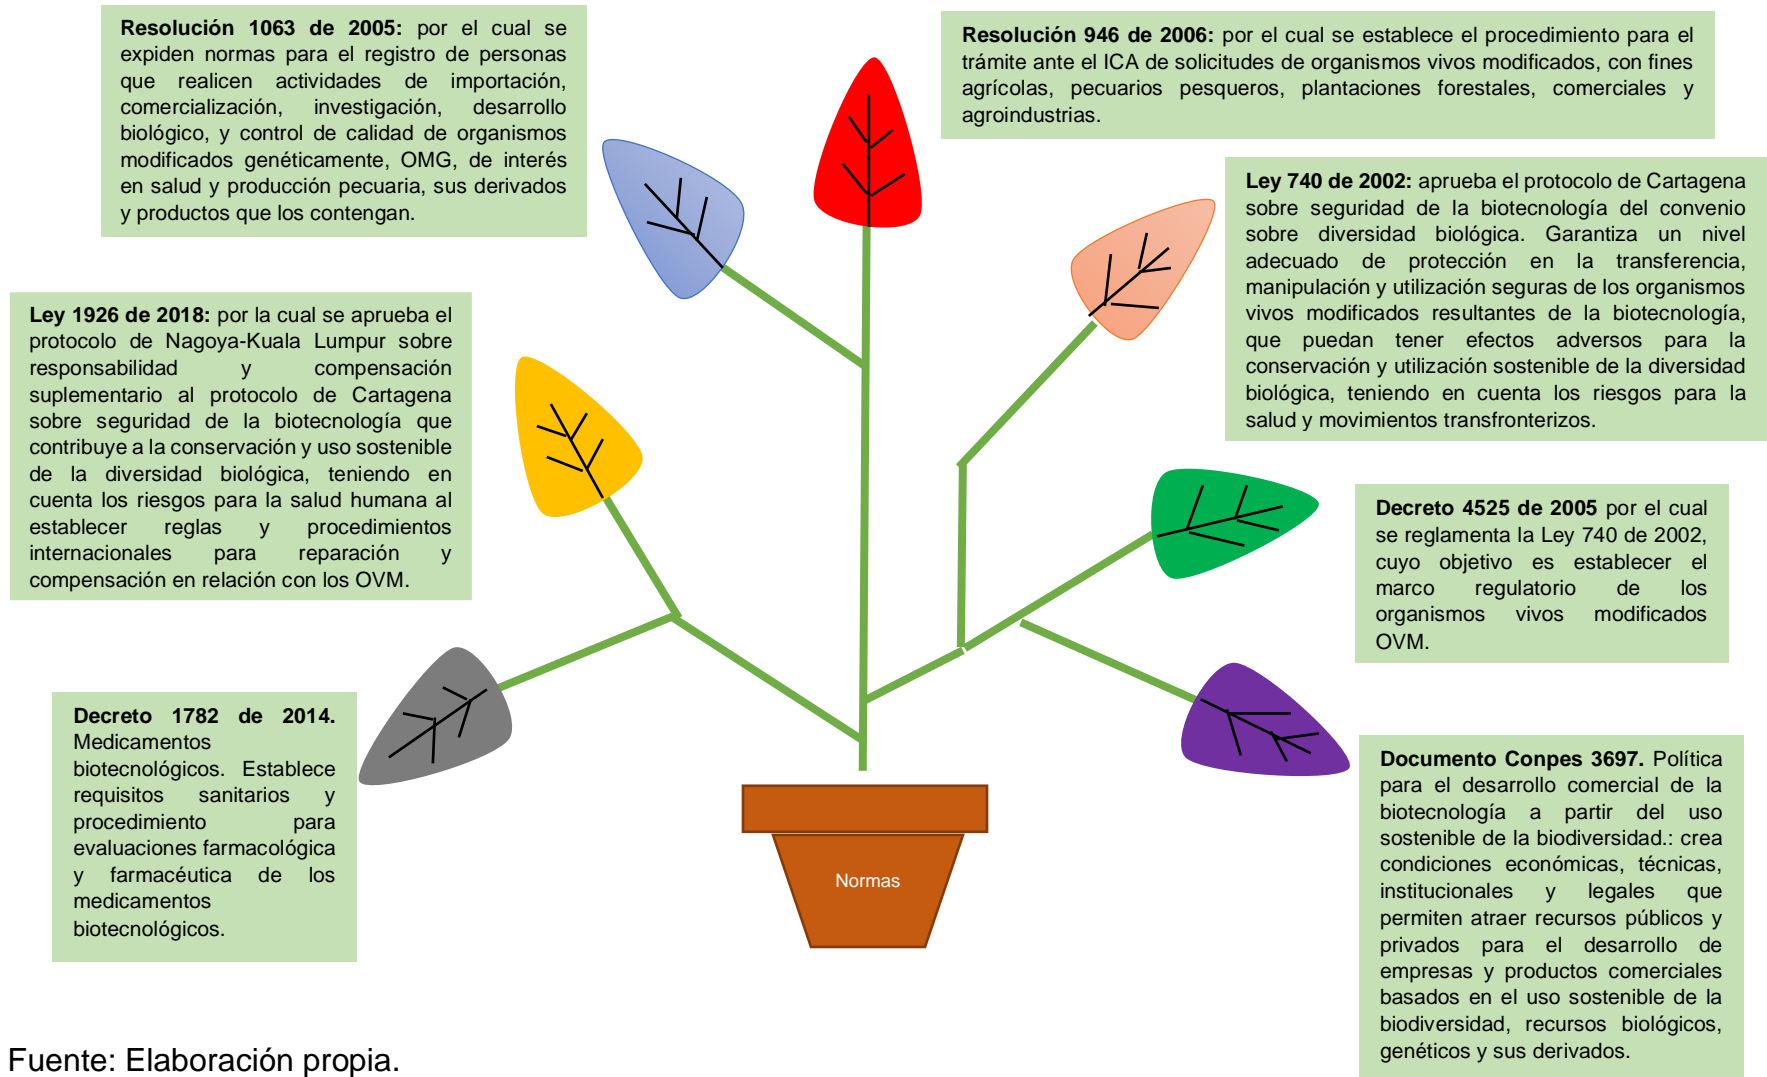 Resolución 1063 de 2005: por el cual se
expiden normas para el registro de personas
que realicen actividades de importación,
comercialización, investigación, desarrollo
biológico, y control de calidad de organismos
modificados genéticamente, OMG, de interés
en salud y producción pecuaria, sus derivados
y productos que los contengan.
Resolución 946 de 2006: por el cual se establece el procedimiento para el
trámite ante el ICA de solicitudes de organismos vivos modificados, con fines
agrícolas, pecuarios pesqueros, plantaciones forestales, comerciales y
agroindustrias.
Ley 740 de 2002: aprueba el protocolo de Cartagena
sobre seguridad de la biotecnología del convenio
sobre diversidad biológica. Garantiza un nivel
adecuado de protección en la transferencia,
manipulación y utilización seguras de los organismos
vivos modificados resultantes de la biotecnología,
que puedan tener efectos adversos para la
conservación y utilización sostenible de la diversidad
biológica, teniendo en cuenta los riesgos para la
salud y movimientos transfronterizos.
Ley 1926 de 2018: por la cual se aprueba el
protocolo de Nagoya-Kuala Lumpur sobre
responsabilidad y compensación
suplementario al protocolo de Cartagena
sobre seguridad de la biotecnología que
contribuye a la conservación y uso sostenible
de la diversidad biológica, teniendo en
cuenta los riesgos para la salud humana al
establecer reglas y procedimientos
internacionales para reparación y
compensación en relación con los OVM.
Decreto 4525 de 2005 por el cual
se reglamenta la Ley 740 de 2002,
cuyo objetivo es establecer el
marco regulatorio de los
organismos vivos modificados
OVM.
Decreto 1782 de 2014.
Medicamentos
biotecnológicos. Establece
requisitos sanitarios y
procedimiento para
evaluaciones farmacológica
y farmacéutica de los
medicamentos
biotecnológicos.
Documento Conpes 3697. Política
para el desarrollo comercial de la
biotecnología a partir del uso
sostenible de la biodiversidad.: crea
condiciones económicas, técnicas,
institucionales y legales que
permiten atraer recursos públicos y
privados para el desarrollo de
empresas y productos comerciales
basados en el uso sostenible de la
biodiversidad, recursos biológicos,
genéticos y sus derivados.
Normas
Fuente: Elaboración propia.